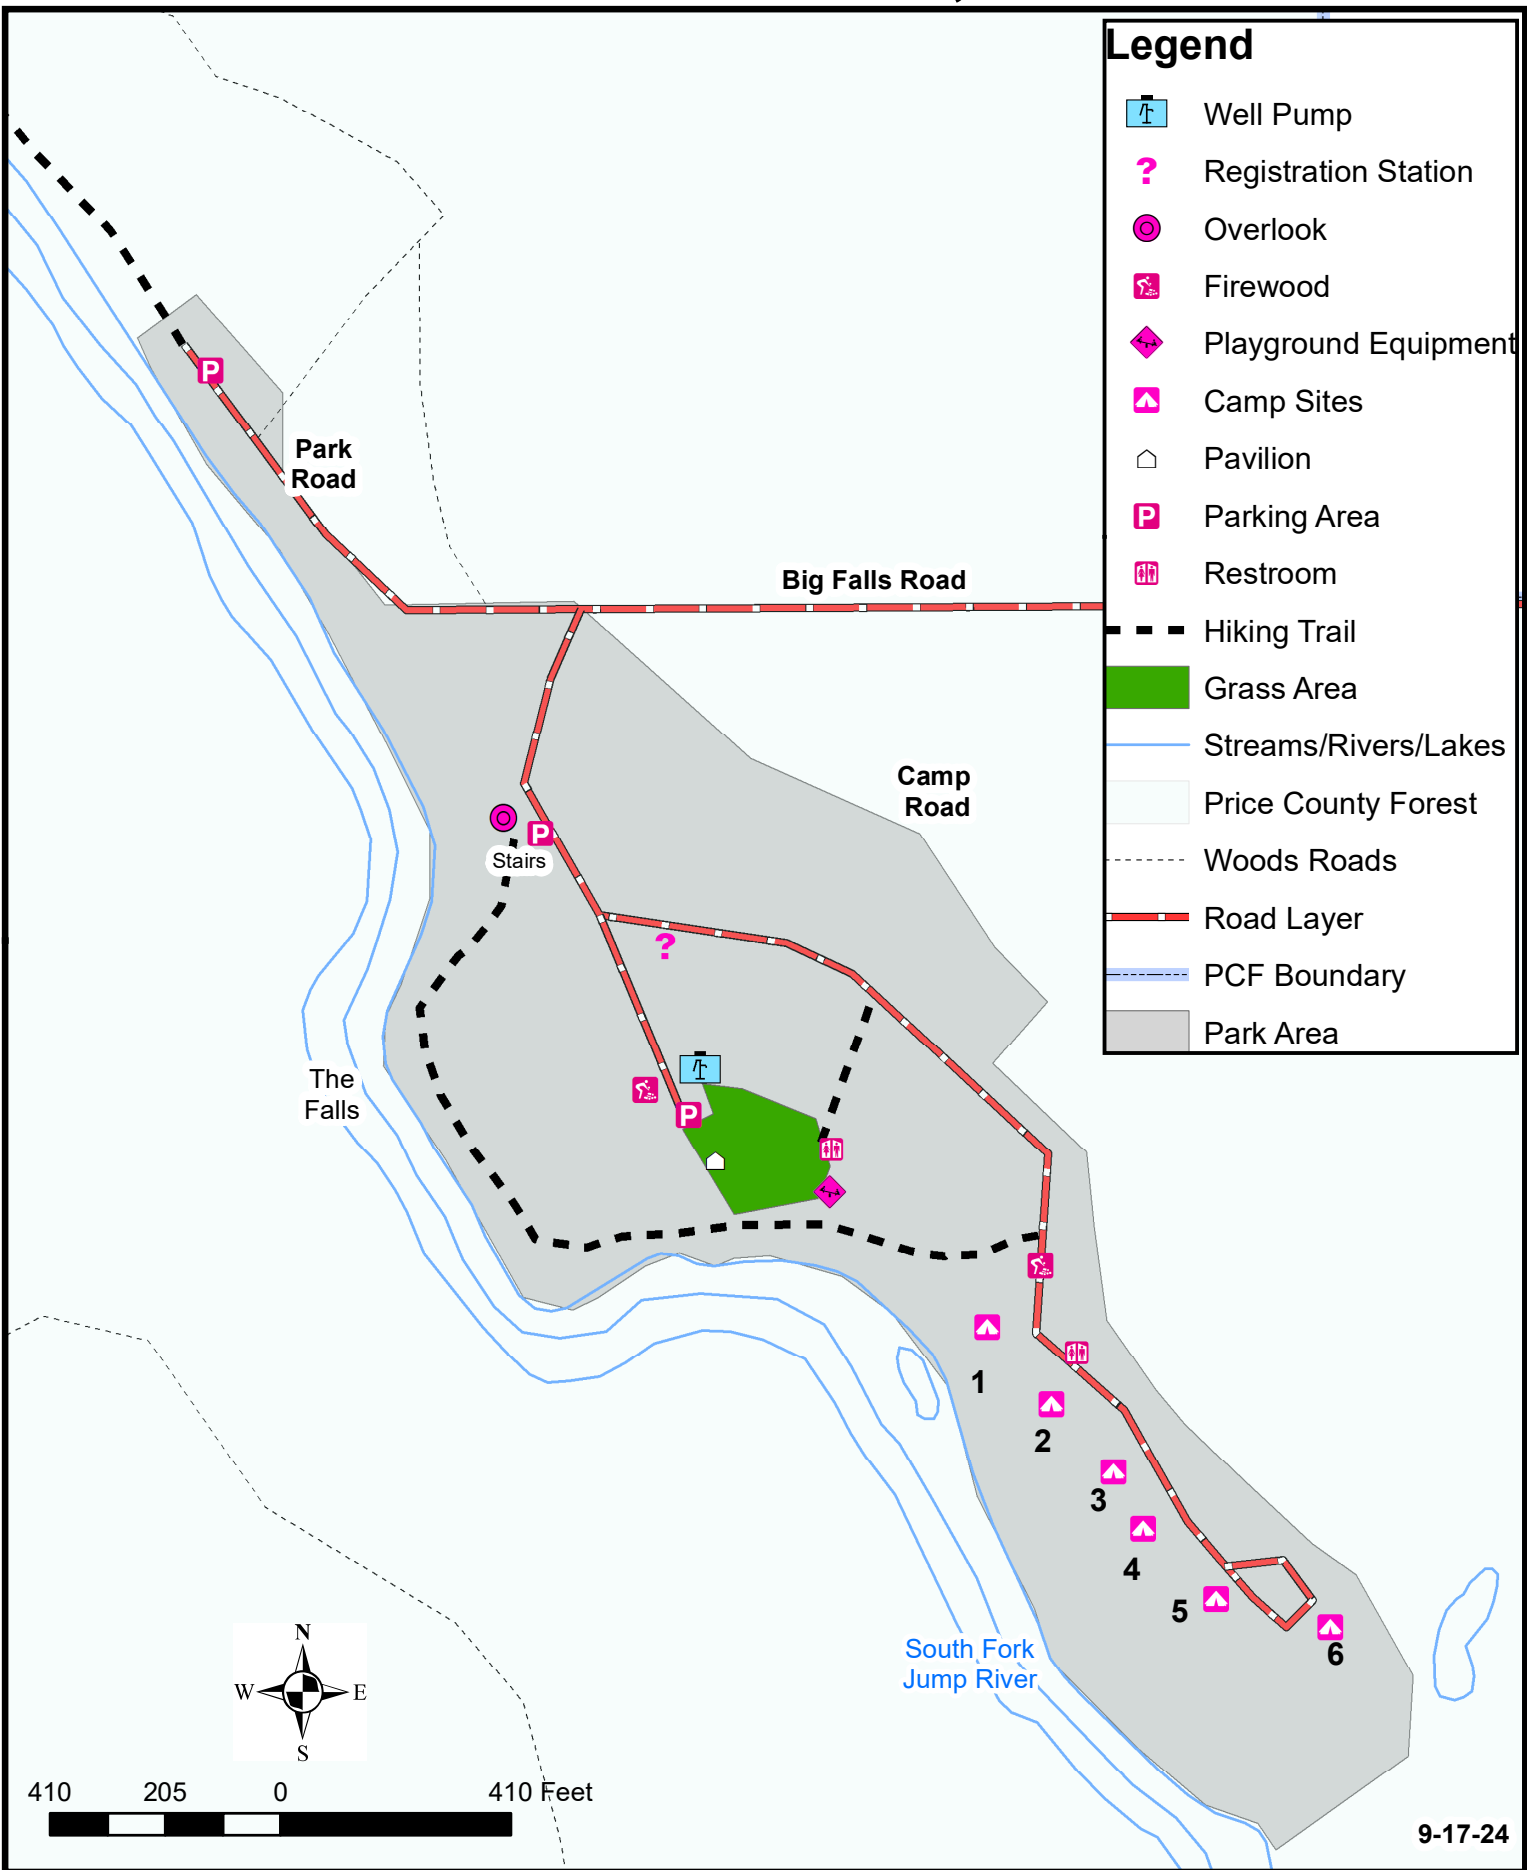 Legend
Well Pump
? Registration Station
Overlook
Firewood
Playground Equipment
Camp Sites
Pavilion
P Parking Area
Restroom
Hiking Trail
Grass Area
Streams/Rivers/Lakes
Price County Forest
Woods Roads
Road Layer
PCF Boundary
Park Area
P
Park
Road
Big Falls Road
Camp
Road
P
Stairs
?
The
Falls
P
1
2
3
4
5
6
South Fork
Jump River
N
W E
S
410 205 0 410 Feet
9-17-24